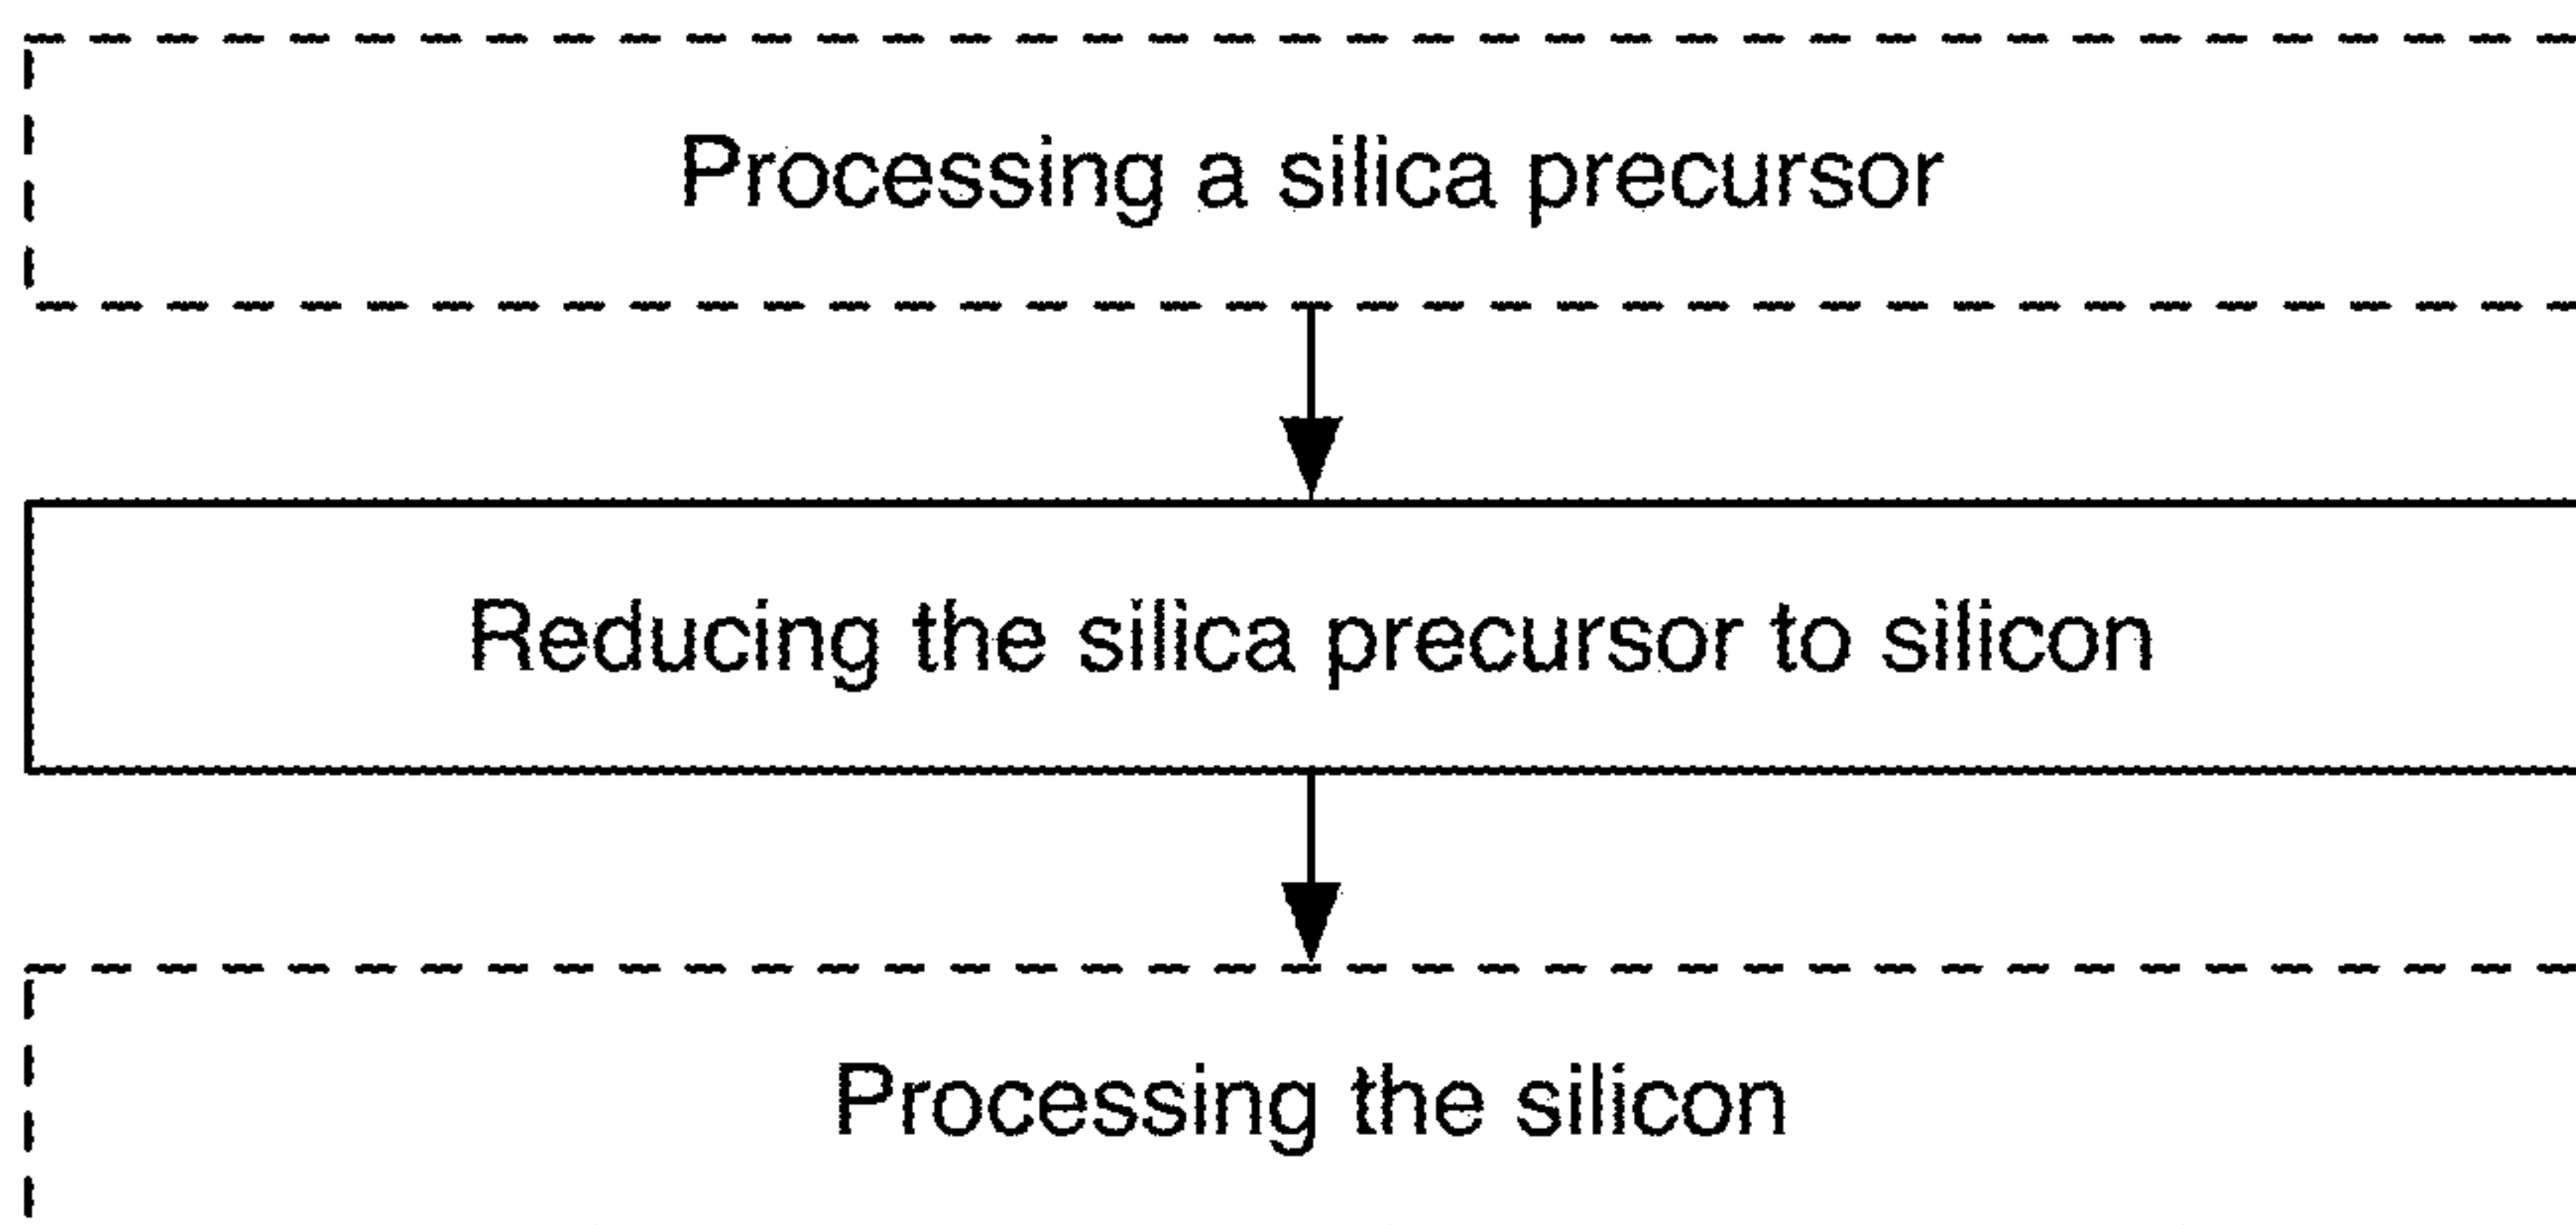 Processing a silica precursor
Reducing the silica precursor to silicon
Processing the silicon